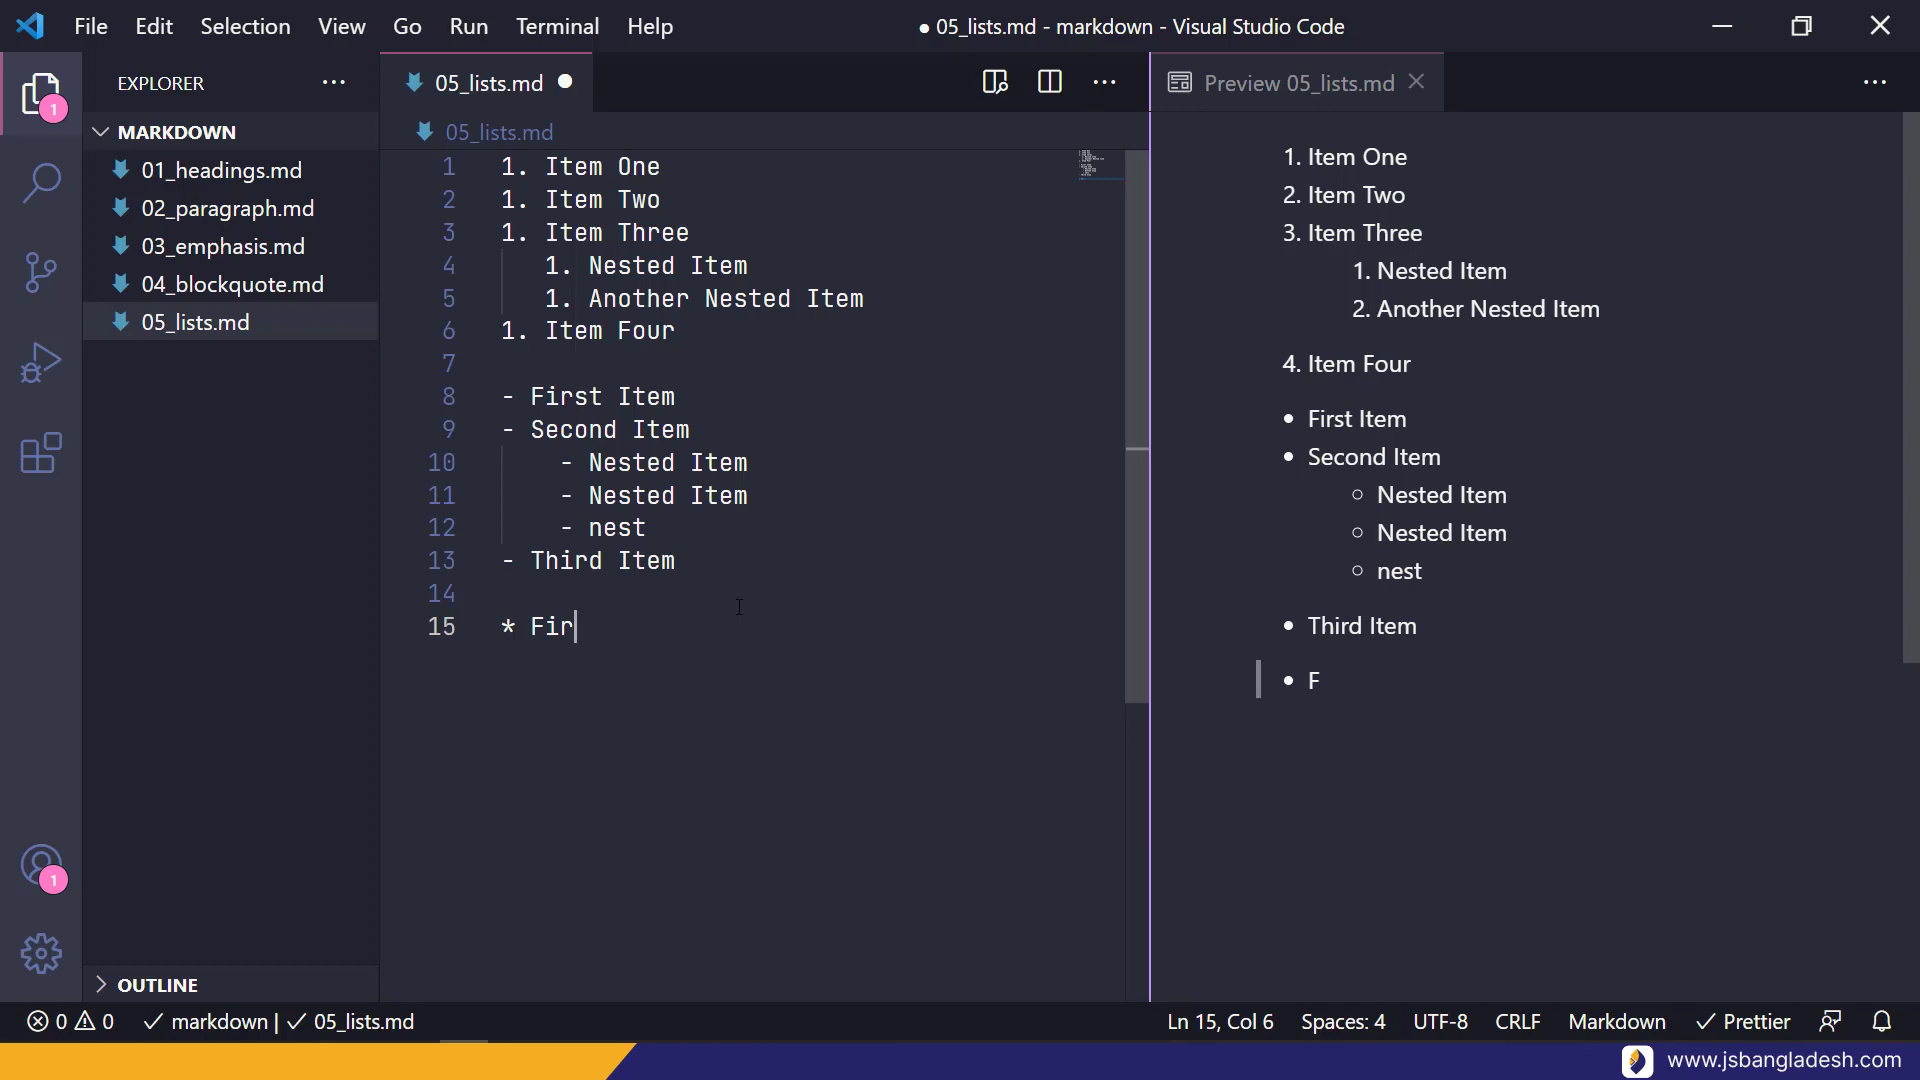 File Edit Selection View Go Run Terminal Help
● 05_lists.md - markdown - Visual Studio Code
EXPLORER
05_lists.md
Preview 05_lists.md
MARKDOWN
01_headings.md
02_paragraph.md
03_emphasis.md
04_blockquote.md
05_lists.md
OUTLINE
1
1
05_lists.md
1 1. Item One
2 1. Item Two
3 1. Item Three
4 1. Nested Item
5 1. Another Nested Item
6 1. Item Four
7
8 - First Item
9 - Second Item
10 - Nested Item
11 - Nested Item
12 - nest
13 - Third Item
14
15 * Fir
1. Item One
2. Item Two
3. Item Three
1. Nested Item
2. Another Nested Item
4. Item Four
• First Item
• Second Item
○ Nested Item
○ Nested Item
○ nest
• Third Item
• F
0 0 markdown | 05_lists.md
Ln 15, Col 6 Spaces: 4 UTF-8 CRLF Markdown Prettier
www.jsbangladesh.com